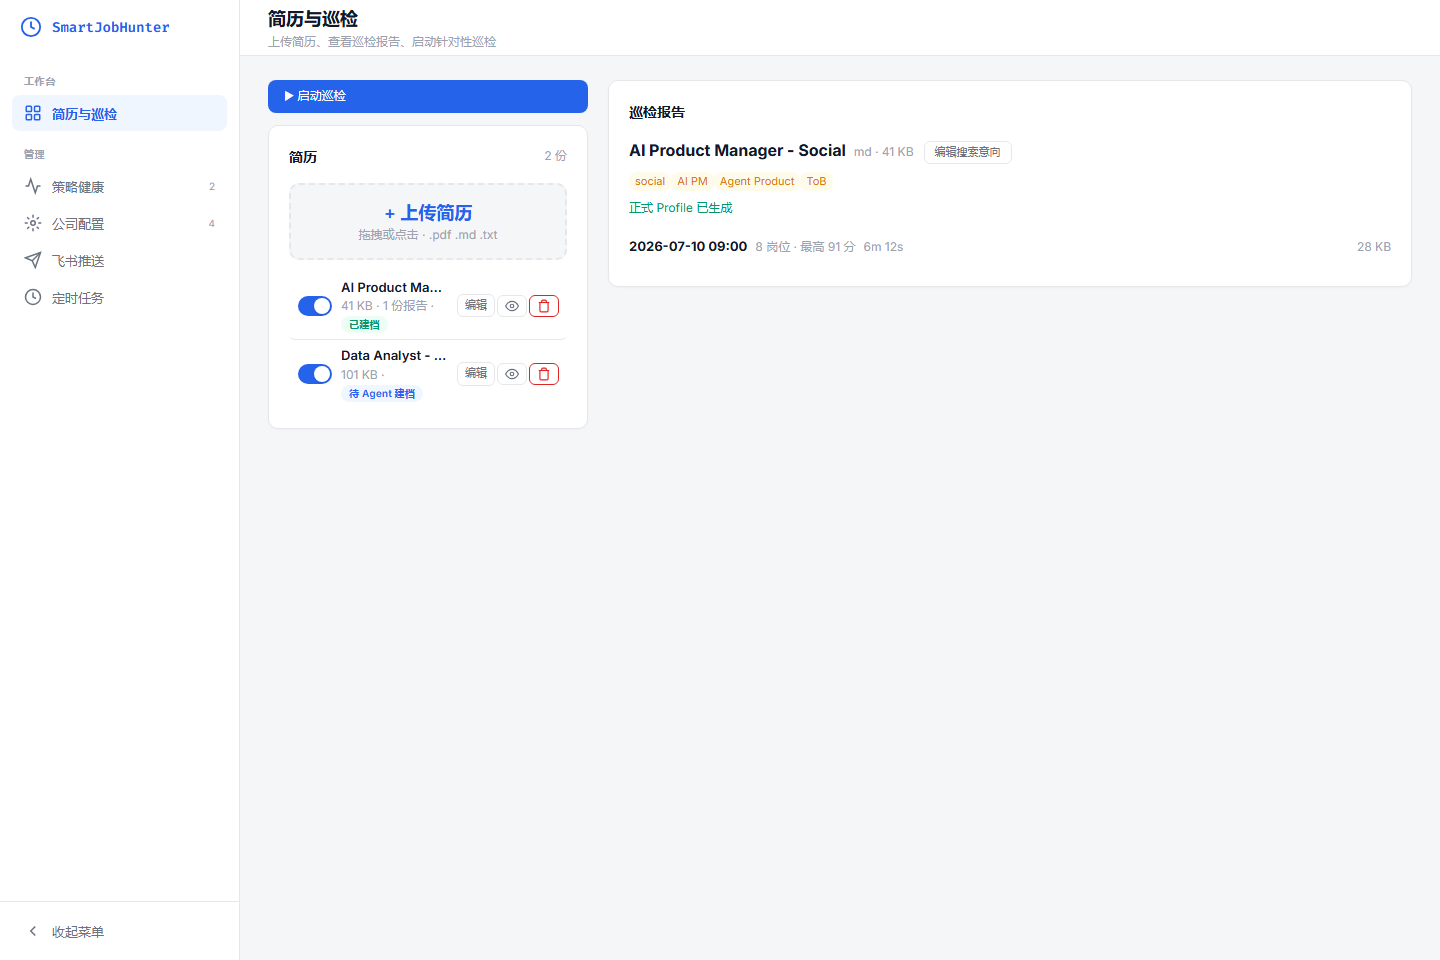 SmartJobHunter
工作台
简历与巡检
管理
策略健康 2
公司配置 4
飞书推送
定时任务
收起菜单
简历与巡检
上传简历、查看巡检报告、启动针对性巡检
▶ 启动巡检
简历 2 份
+ 上传简历
拖拽或点击 · .pdf .md .txt
AI Product Ma...
41 KB · 1 份报告 ·
已建档
编辑
Data Analyst - ...
101 KB ·
待 Agent 建档
编辑
巡检报告
AI Product Manager - Social md · 41 KB 编辑搜索意向
social AI PM Agent Product ToB
正式 Profile 已生成
2026-07-10 09:00 8 岗位 · 最高 91 分 6m 12s 28 KB